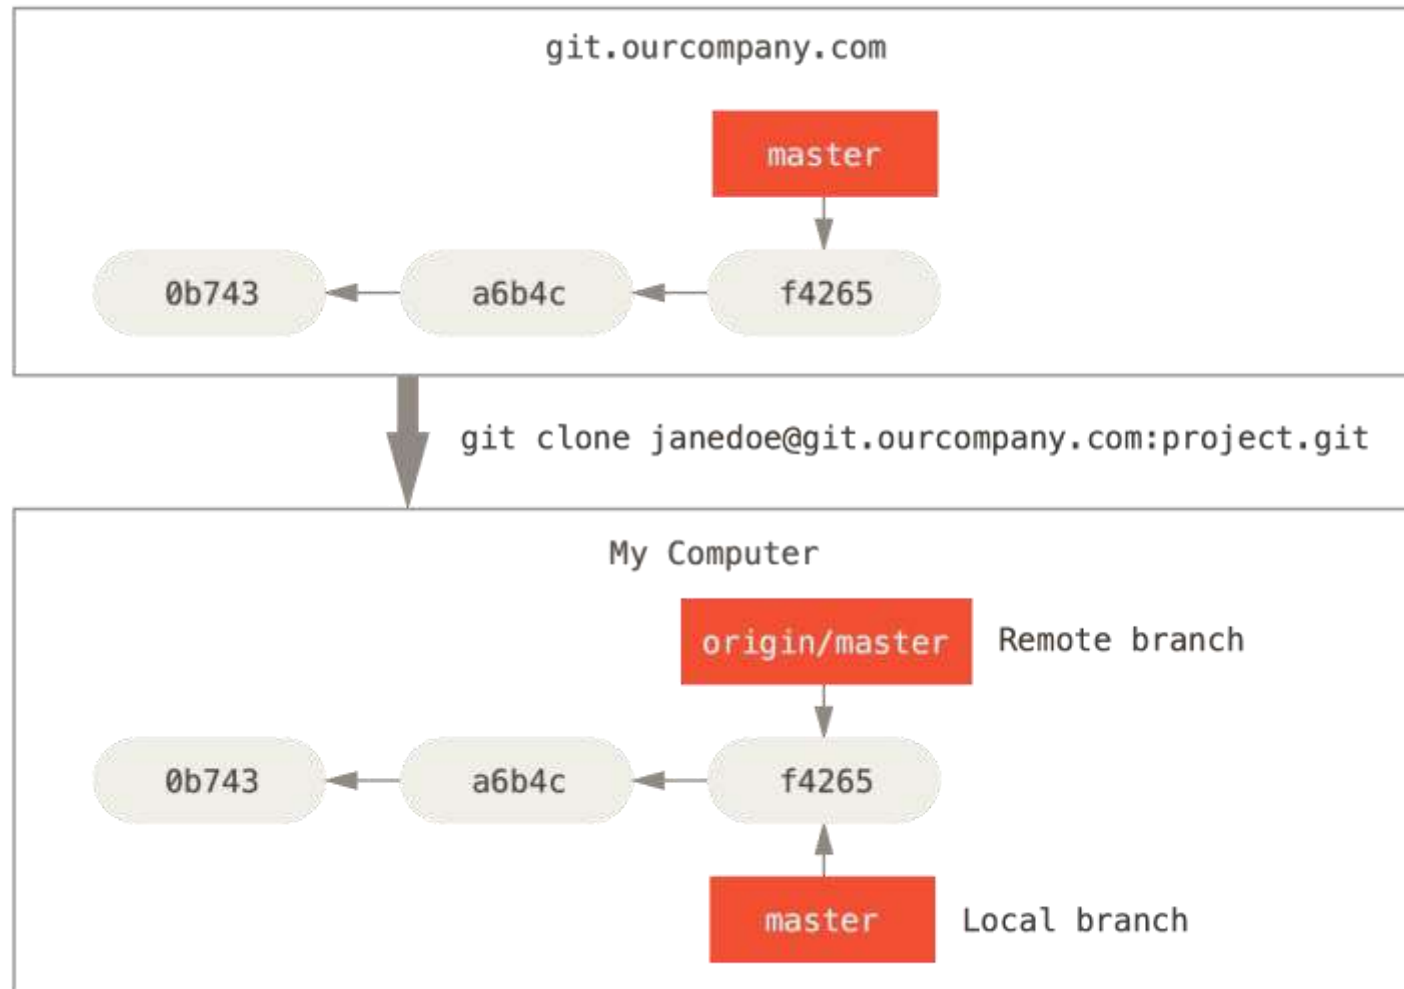 git.ourcompany.com
master
0b743 a6b4c f4265
git clone janedoe@git.ourcompany.com:project.git
My Computer
origin/master Remote branch
0b743 a6b4c f4265
master Local branch